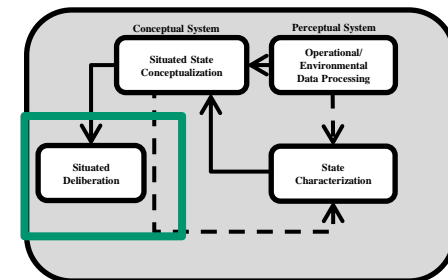 Conceptual System
Perceptual System
Situated State
Conceptualization
Operational/
Environmental
Data Processing
Situated
Deliberation
State
Characterization